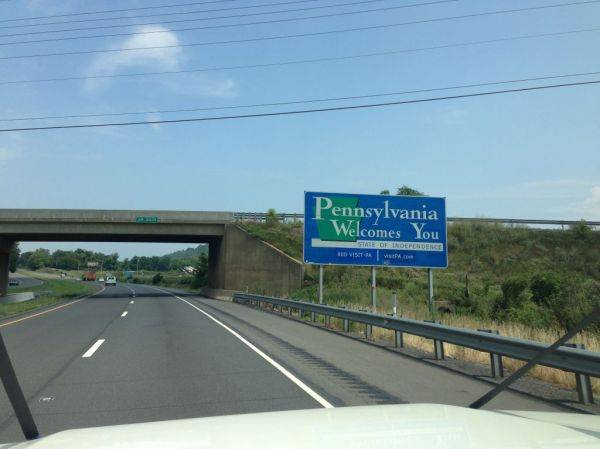 Pennsylvania
Welcomes You
STATE OF INDEPENDENCE
800 VISIT-PA visitPA.com